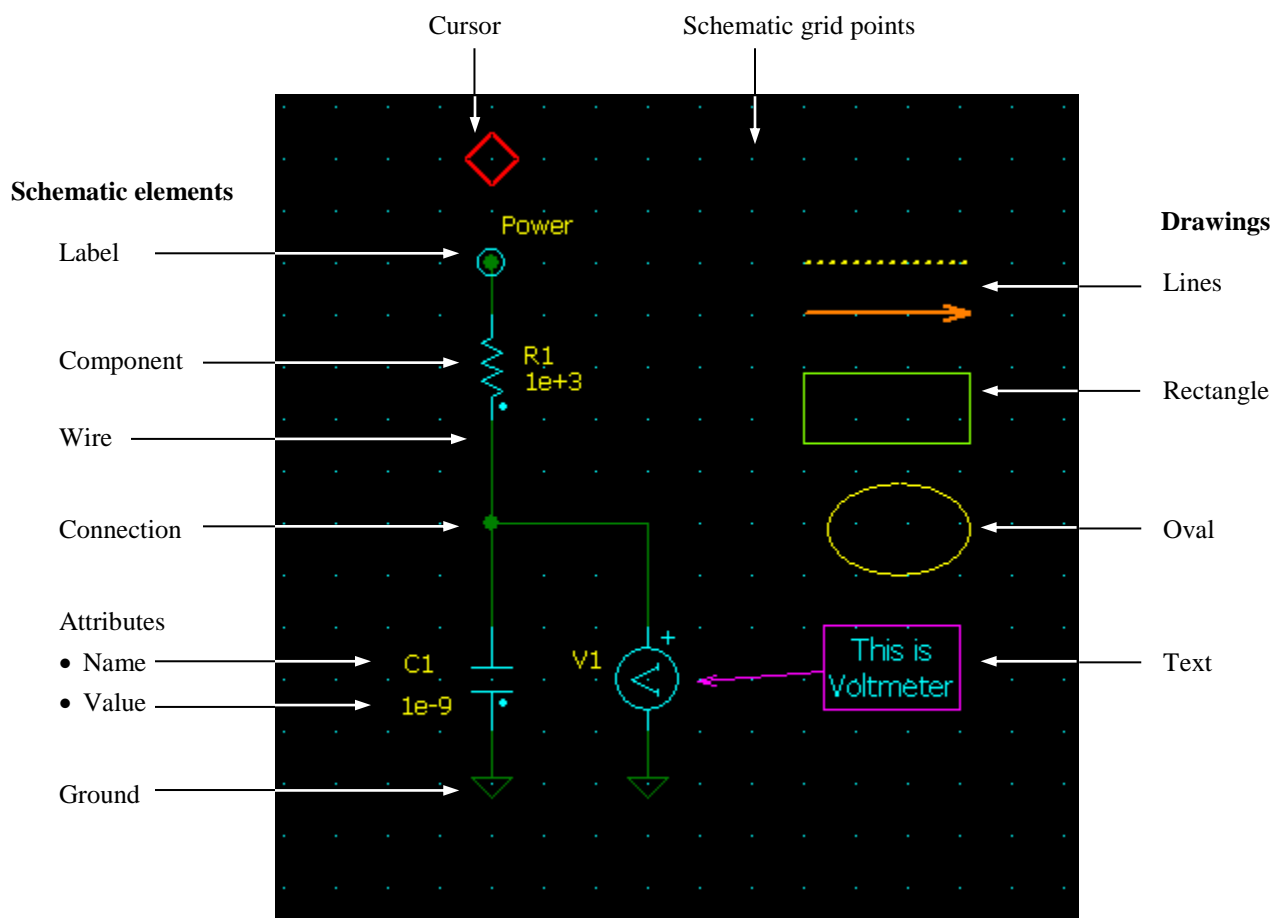 Cursor
Schematic grid points
Schematic elements
Power
Drawings
Label
Lines
Component
R1
1e+3
Rectangle
Wire
Connection
Oval
Attributes
• Name
C1
V1
+
This is
Voltmeter
Text
• Value
1e-9
V
Ground